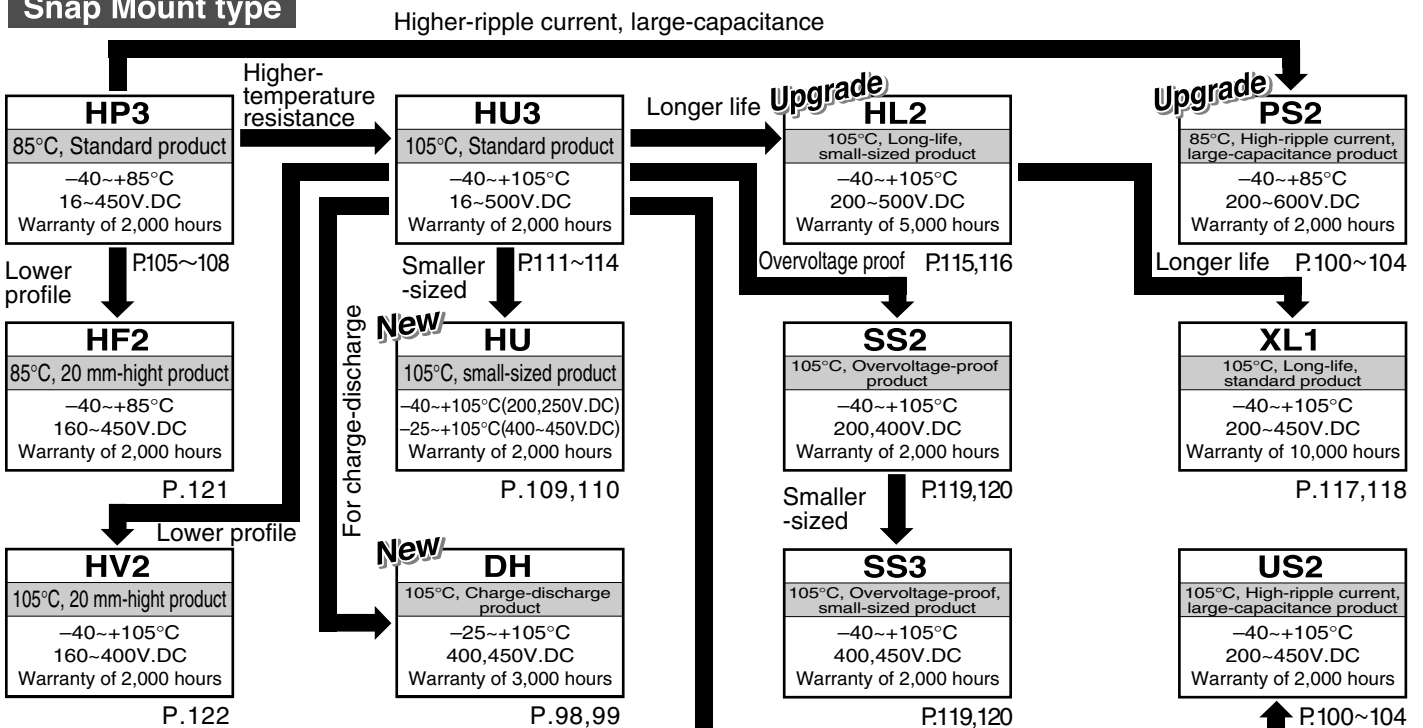 Snap Mount type
Higher-ripple current, large-capacitance
HP3
85°C, Standard product
–40~+85°C
16~450V.DC
Warranty of 2,000 hours
P.105~108
Higher-
temperature
resistance
HU3
105°C, Standard product
–40~+105°C
16~500V.DC
Warranty of 2,000 hours
P.111~114
Longer life
Upgrade
HL2
105°C, Long-life,
small-sized product
–40~+105°C
200~500V.DC
Warranty of 5,000 hours
P.115,116
Upgrade
PS2
85°C, High-ripple current,
large-capacitance product
–40~+85°C
200~600V.DC
Warranty of 2,000 hours
P.100~104
Lower
profile
Smaller
-sized
Overvoltage proof
Longer life
HF2
85°C, 20 mm-hight product
–40~+85°C
160~450V.DC
Warranty of 2,000 hours
P.121
For charge-discharge
New
HU
105°C, small-sized product
–40~+105°C(200,250V.DC)
–25~+105°C(400~450V.DC)
Warranty of 2,000 hours
P.109,110
SS2
105°C, Overvoltage-proof
product
–40~+105°C
200,400V.DC
Warranty of 2,000 hours
P.119,120
XL1
105°C, Long-life,
standard product
–40~+105°C
200~450V.DC
Warranty of 10,000 hours
P.117,118
Lower profile
Smaller
-sized
HV2
105°C, 20 mm-hight product
–40~+105°C
160~400V.DC
Warranty of 2,000 hours
P.122
New
DH
105°C, Charge-discharge
product
–25~+105°C
400,450V.DC
Warranty of 3,000 hours
P.98,99
SS3
105°C, Overvoltage-proof,
small-sized product
–40~+105°C
400,450V.DC
Warranty of 2,000 hours
P.119,120
US2
105°C, High-ripple current,
large-capacitance product
–40~+105°C
200~450V.DC
Warranty of 2,000 hours
P.100~104